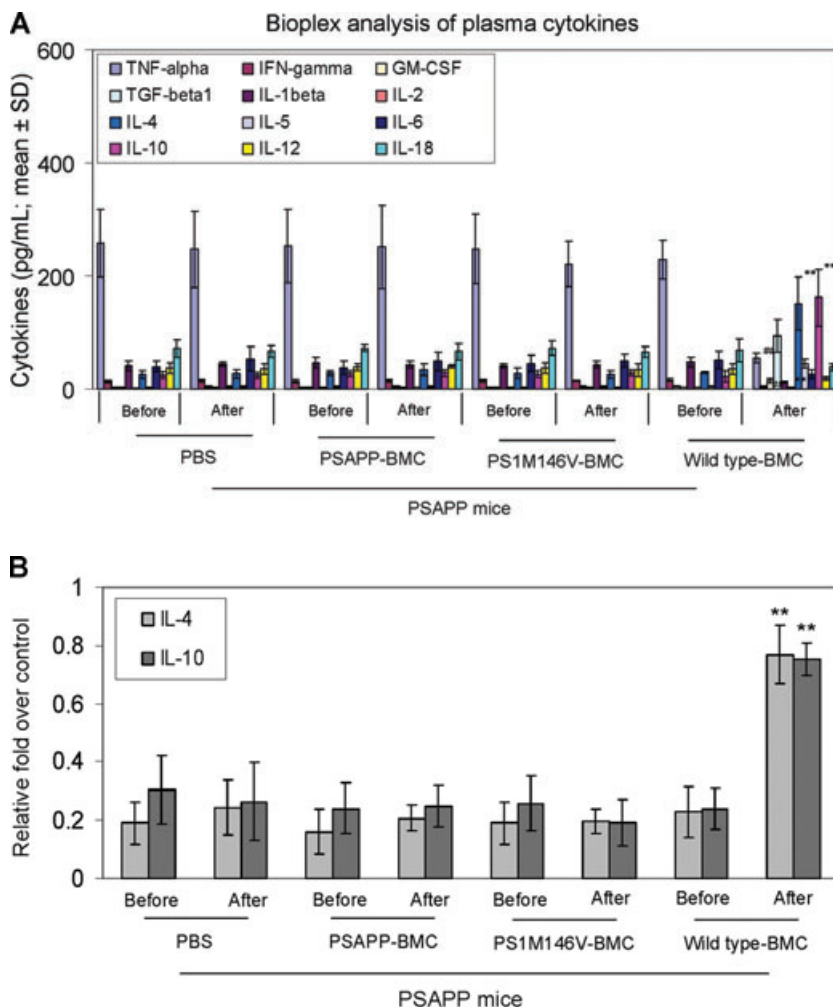 A
Bioplex analysis of plasma cytokines
Cytokines (pg/mL; mean ± SD)
600
400
200
0
TNF-alpha IFN-gamma GM-CSF
TGF-beta1 IL-1beta IL-2
IL-4 IL-5 IL-6
IL-10 IL-12 IL-18
** **
Before After Before After Before After Before After
PBS PSAPP-BMC PS1M146V-BMC Wild type-BMC
PSAPP mice
B
Relative fold over control
1
0.8
0.6
0.4
0.2
0
IL-4
IL-10
** **
Before After Before After Before After Before After
PBS PSAPP-BMC PS1M146V-BMC Wild type-BMC
PSAPP mice